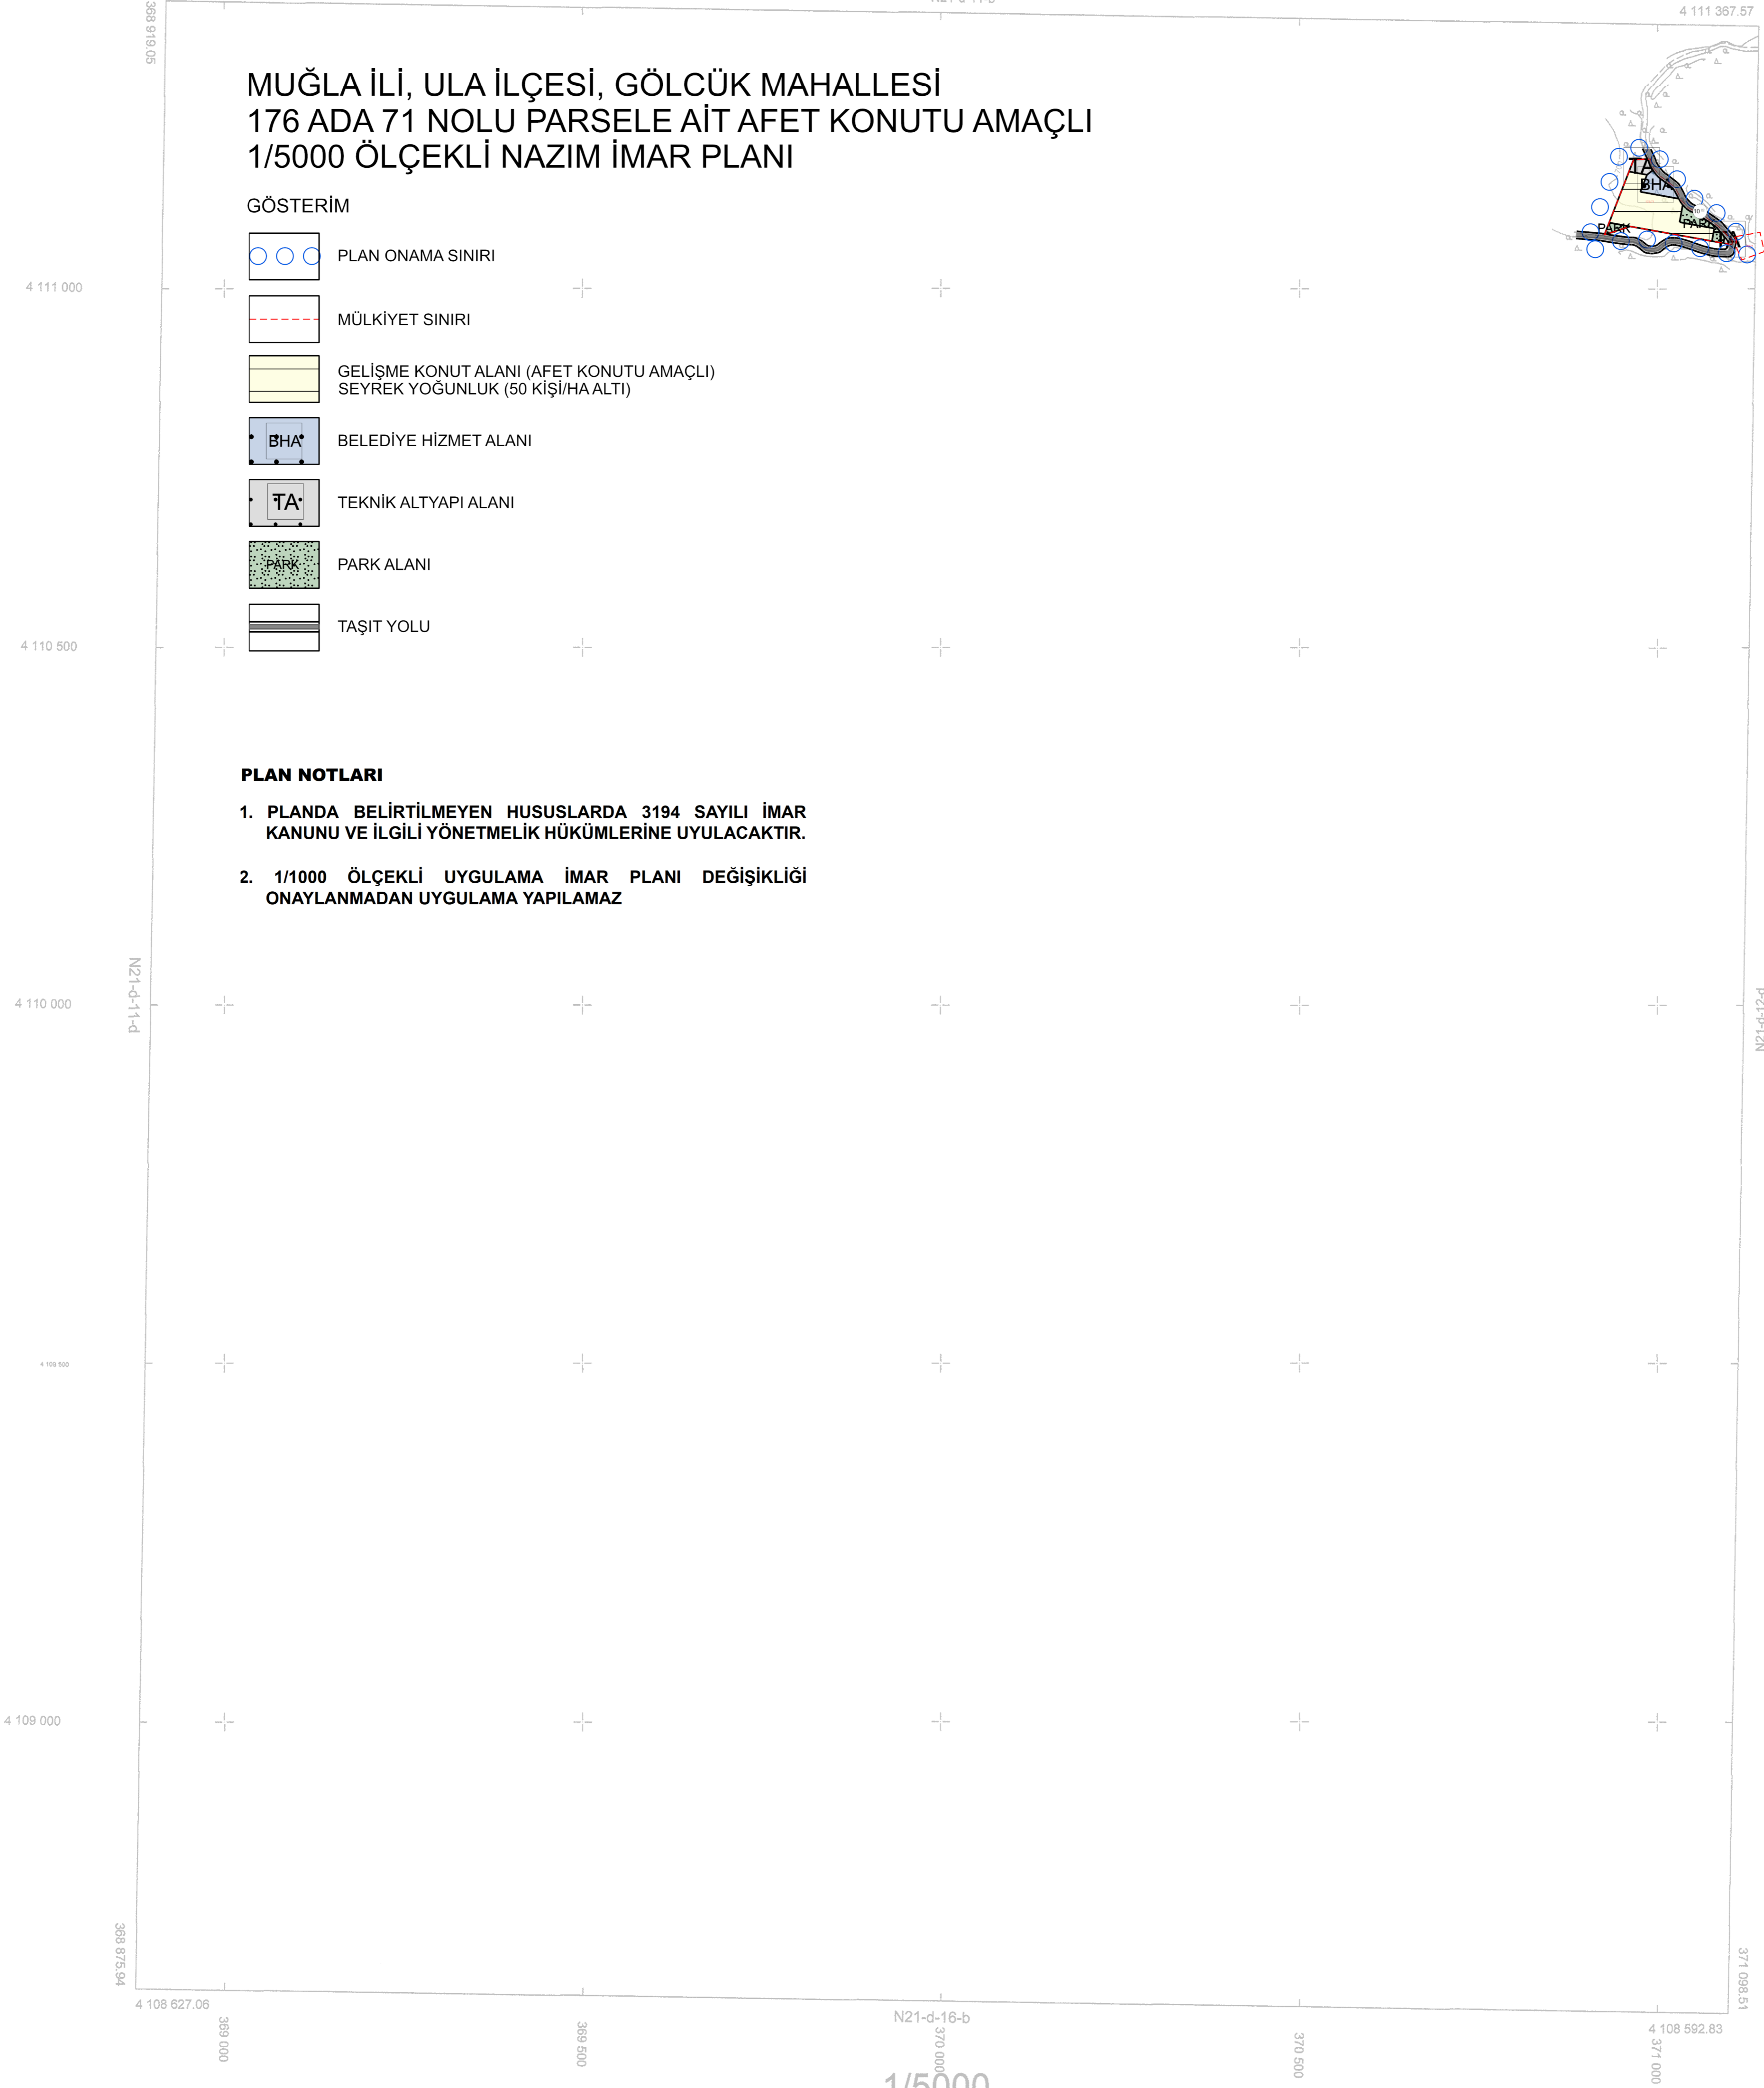 4 111 367.57
368 919.05
MUĞLA İLİ, ULA İLÇESİ, GÖLCÜK MAHALLESİ
176 ADA 71 NOLU PARSELE AİT AFET KONUTU AMAÇLI
1/5000 ÖLÇEKLİ NAZIM İMAR PLANI
GÖSTERİM
PLAN ONAMA SINIRI
MÜLKİYET SINIRI
GELİŞME KONUT ALANI (AFET KONUTU AMAÇLI)
SEYREK YOĞUNLUK (50 KİŞİ/HA ALTI)
BHA
BELEDİYE HİZMET ALANI
TA
TEKNİK ALTYAPI ALANI
PARK
PARK ALANI
TAŞIT YOLU
TA
BHA
PARK
PARK
4 111 000
4 110 500
PLAN NOTLARI
1. PLANDA BELİRTİLMEYEN HUSUSLARDA 3194 SAYILI İMAR
KANUNU VE İLGİLİ YÖNETMELİK HÜKÜMLERİNE UYULACAKTIR.
2. 1/1000 ÖLÇEKLİ UYGULAMA İMAR PLANI DEĞİŞİKLİĞİ
ONAYLANMADAN UYGULAMA YAPILAMAZ
N21-d-11-d
4 110 000
4 109 500
4 109 000
368 875.94
371 098.51
4 108 627.06
N21-d-16-b
4 108 592.83
369 000
369 500
370 000
370 500
371 000
1/5000